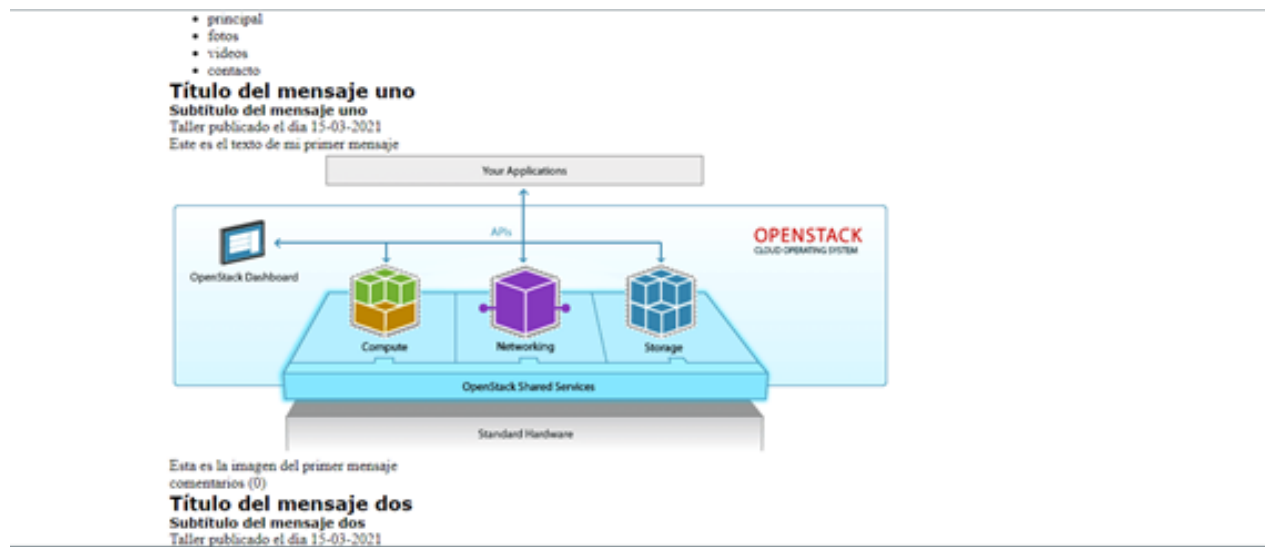 principal
fotos
videos
contacto
Título del mensaje uno
Subtítulo del mensaje uno
Taller publicado el dia 15-03-2021
Este es el texto de mi primer mensaje
Your Applications
APIs
OPENSTACK
CLOUD OPERATING SYSTEM
OpenStack Dashboard
Compute
Networking
Storage
OpenStack Shared Services
Standard Hardware
Esta es la imagen del primer mensaje
comentarios (0)
Título del mensaje dos
Subtítulo del mensaje dos
Taller publicado el dia 15-03-2021